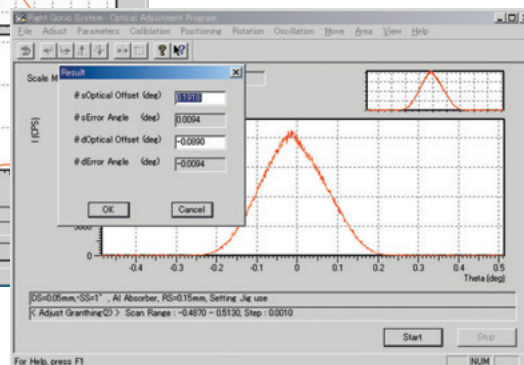 Right Gonio System : Optical Adjustment Program
File Adjust Parameters Calibration Positioning Rotation Oscillation Move Area View Help
Scale M
Result
θ sOptical Offset (deg) 0.1910
θ sError Angle (deg) 0.0094
θ dOptical Offset (deg) -0.0890
θ dError Angle (deg) -0.0094
OK Cancel
I (CPS)
0
-0.4 -0.3 -0.2 -0.1 0 0.1 0.2 0.3 0.4 0.5
Theta (deg)
DS=0.05mm,-SS=1° , Al Absorber, RS=0.15mm, Setting Jig use
< Adjust Granthing(2) > Scan Range : -0.4870 - 0.5130, Step : 0.0010
Start Stop
For Help, press F1
NUM